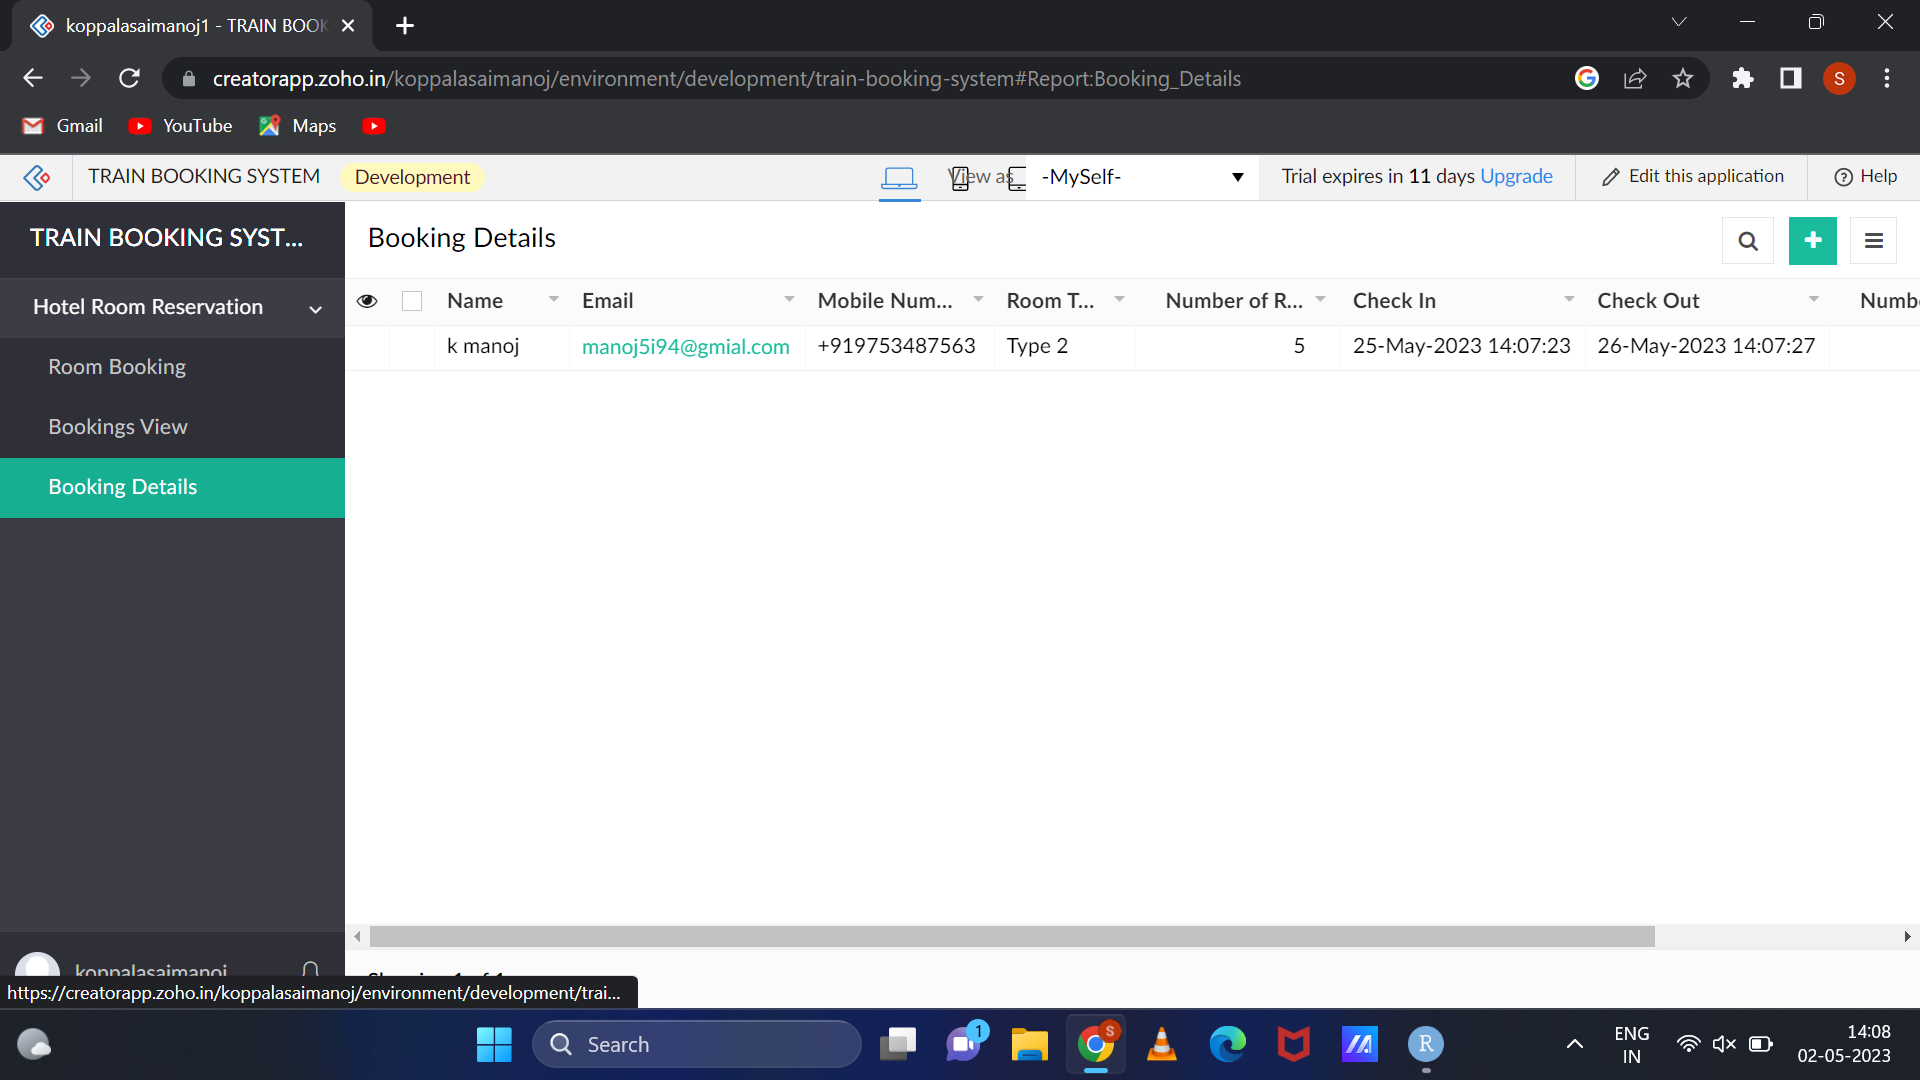 koppalasaimanoj1 - TRAIN BOOK
creatorapp.zoho.in/koppalasaimanoj/environment/development/train-booking-system#Report:Booking_Details
S
Gmail YouTube Maps
TRAIN BOOKING SYSTEM Development View as -MySelf- Trial expires in 11 days Upgrade Edit this application Help
TRAIN BOOKING SYST...
Booking Details
Hotel Room Reservation
Name Email Mobile Num... Room T... Number of R... Check In Check Out Numb
k manoj manoj5i94@gmial.com +919753487563 Type 2 5 25-May-2023 14:07:23 26-May-2023 14:07:27
Room Booking
Bookings View
Booking Details
koppalasaimanoj
Showing 1 of 1
https://creatorapp.zoho.in/koppalasaimanoj/environment/development/trai...
Search
1
S
R
ENG
IN
14:08
02-05-2023